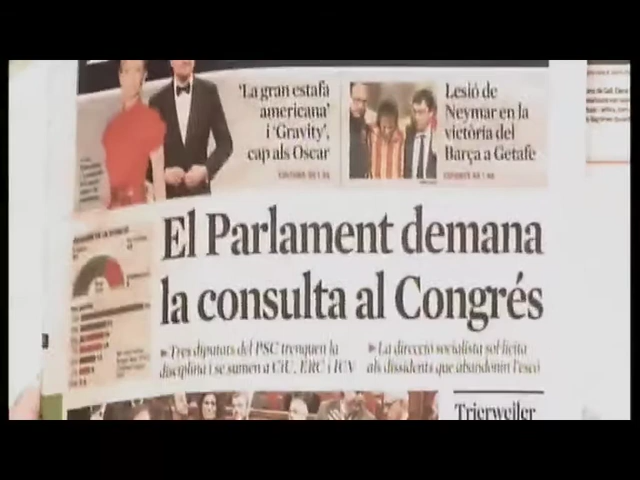 'La gran estafa
americana'
i 'Gravity',
cap als Oscar
Lesió de
Neymar en la
victòria del
Barça a Getafe
El Parlament demana
la consulta al Congrés
Tres diputats del PSC trenquen la
disciplina i se sumen a CiU, ERC i ICV
La direcció socialista sol·licita
als dissidents que abandonin l'escó
Trierweiler